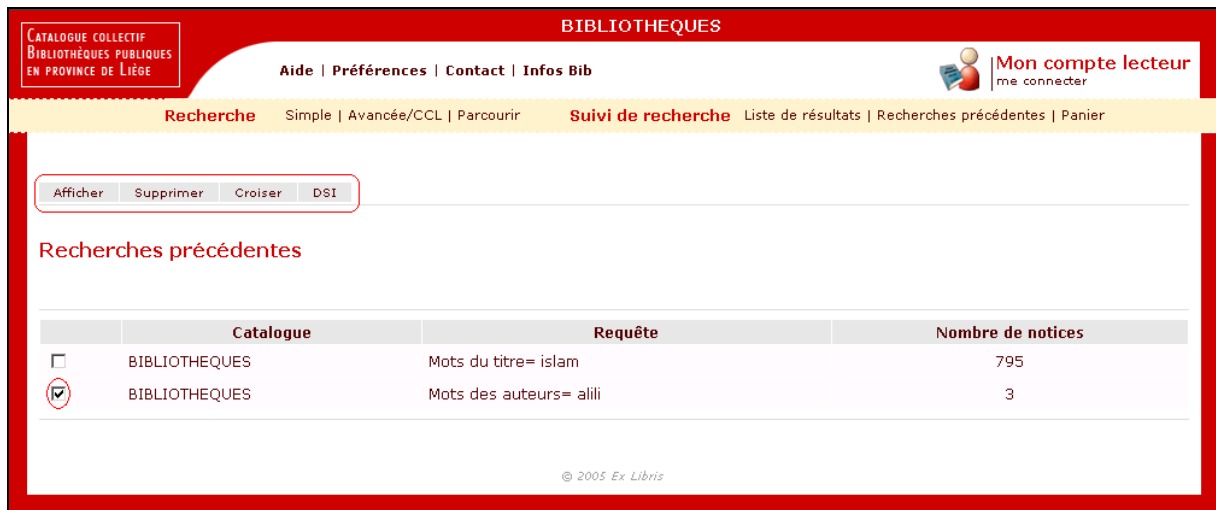 BIBLIOTHEQUES
CATALOGUE COLLECTIF
BIBLIOTHÈQUES PUBLIQUES
EN PROVINCE DE LIÈGE
Aide | Préférences | Contact | Infos Bib
Mon compte lecteur
me connecter
Recherche Simple | Avancée/CCL | Parcourir Suivi de recherche Liste de résultats | Recherches précédentes | Panier
Afficher Supprimer Croiser DSI
Recherches précédentes
Catalogue Requête Nombre de notices
BIBLIOTHEQUES Mots du titre= islam 795
BIBLIOTHEQUES Mots des auteurs= alili 3
© 2005 Ex Libris